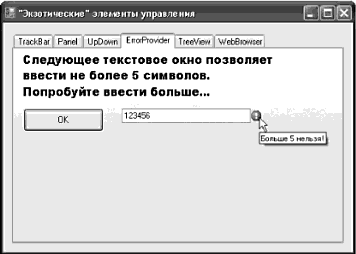 "Экзотические" элементы управления
TrackBar Panel UpDown ErrorProvider TreeView WebBrowser
Следующее текстовое окно позволяет
ввести не более 5 символов.
Попробуйте ввести больше...
OK
123456
Больше 5 нельзя!